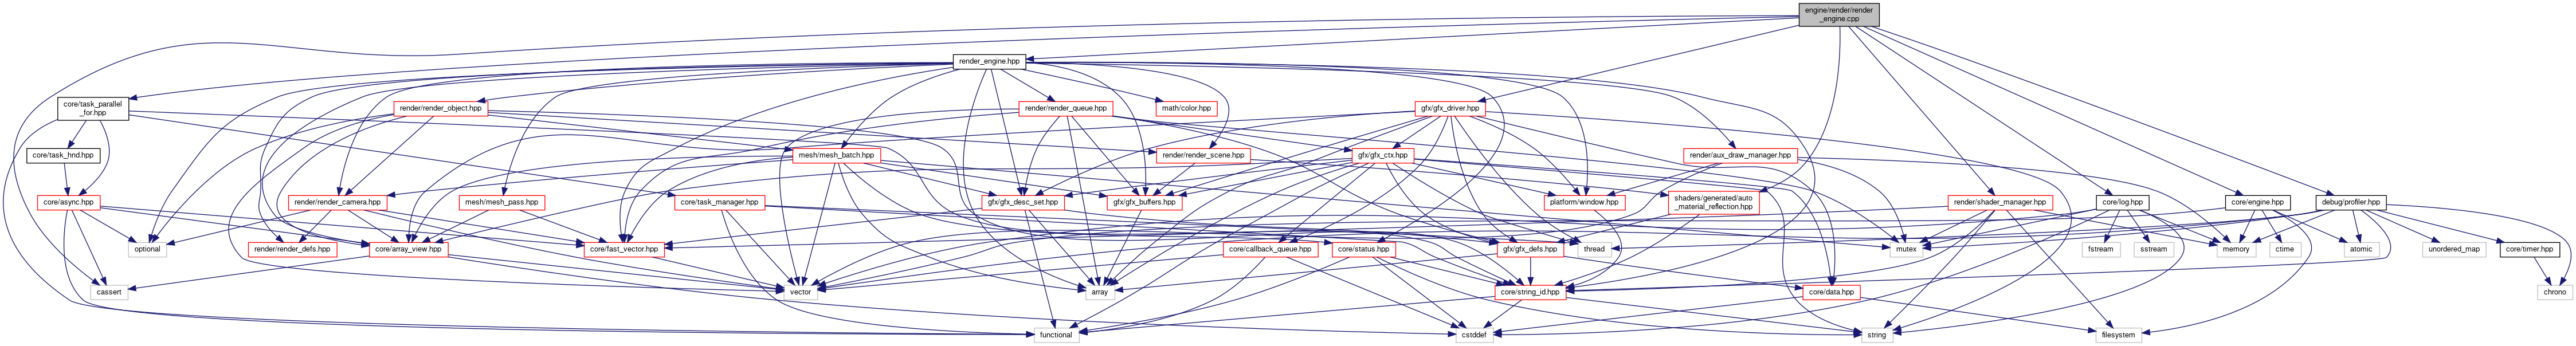 engine/render/render
_engine.cpp
render_engine.hpp
core/task_parallel
_for.hpp
render/render_object.hpp
render/render_queue.hpp
math/color.hpp
gfx/gfx_driver.hpp
core/task_hnd.hpp
mesh/mesh_batch.hpp
render/render_scene.hpp
gfx/gfx_ctx.hpp
render/aux_draw_manager.hpp
core/async.hpp
render/render_camera.hpp
mesh/mesh_pass.hpp
core/task_manager.hpp
gfx/gfx_desc_set.hpp
gfx/gfx_buffers.hpp
platform/window.hpp
shaders/generated/auto
_material_reflection.hpp
render/shader_manager.hpp
core/log.hpp
core/engine.hpp
debug/profiler.hpp
optional
render/render_defs.hpp
core/array_view.hpp
core/fast_vector.hpp
core/callback_queue.hpp
core/status.hpp
gfx/gfx_defs.hpp
thread
mutex
fstream
sstream
memory
ctime
atomic
unordered_map
core/timer.hpp
cassert
vector
array
core/string_id.hpp
core/data.hpp
chrono
functional
cstddef
string
filesystem